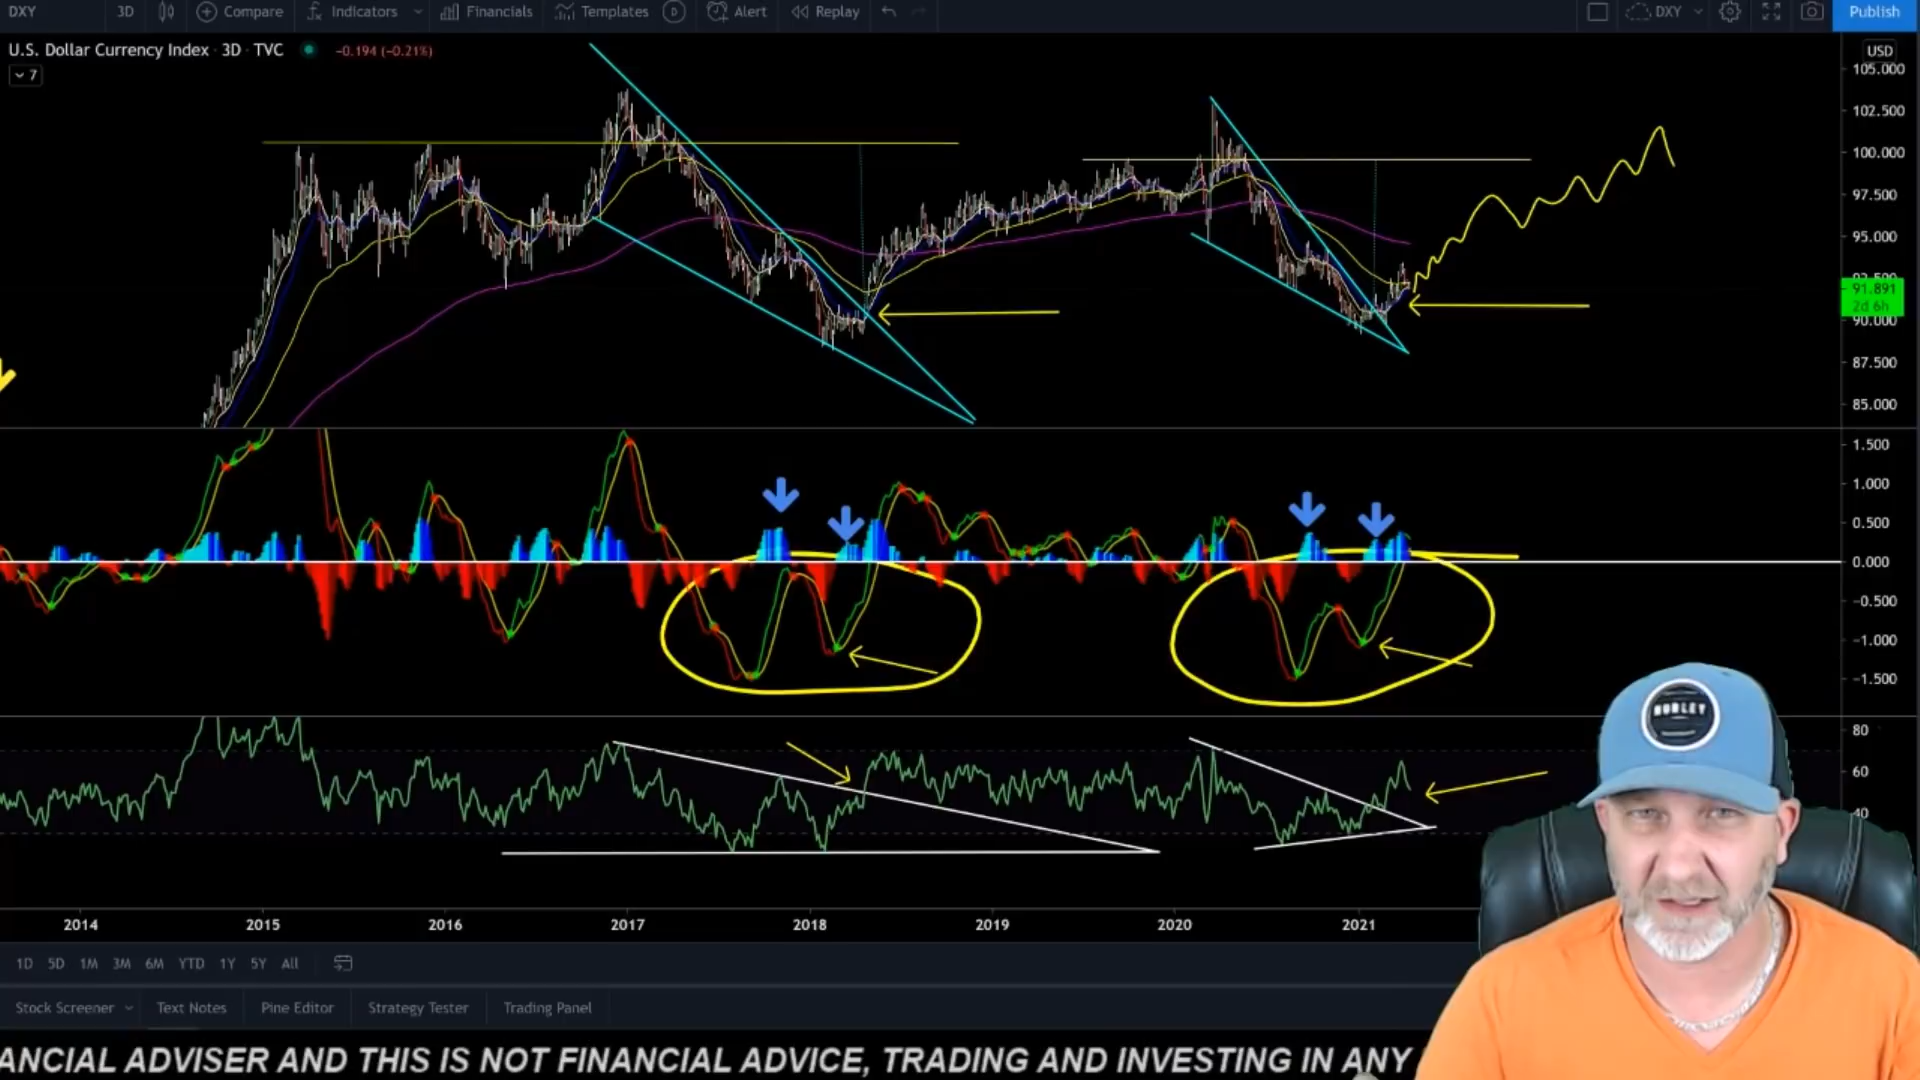 DXY 3D Compare Indicators Financials Templates Alert Replay DXY Publish
U.S. Dollar Currency Index · 3D · TVC −0.194 (−0.21%) USD
7
105.000
102.500
100.000
97.500
95.000
92.500
91.891
2d 6h
90.000
87.500
85.000
1.500
1.000
0.500
0.000
−0.500
−1.000
−1.500
80
60
40
HURLEY
2014 2015 2016 2017 2018 2019 2020 2021
1D 5D 1M 3M 6M YTD 1Y 5Y All
Stock Screener Text Notes Pine Editor Strategy Tester Trading Panel
ANCIAL ADVISER AND THIS IS NOT FINANCIAL ADVICE, TRADING AND INVESTING IN ANY